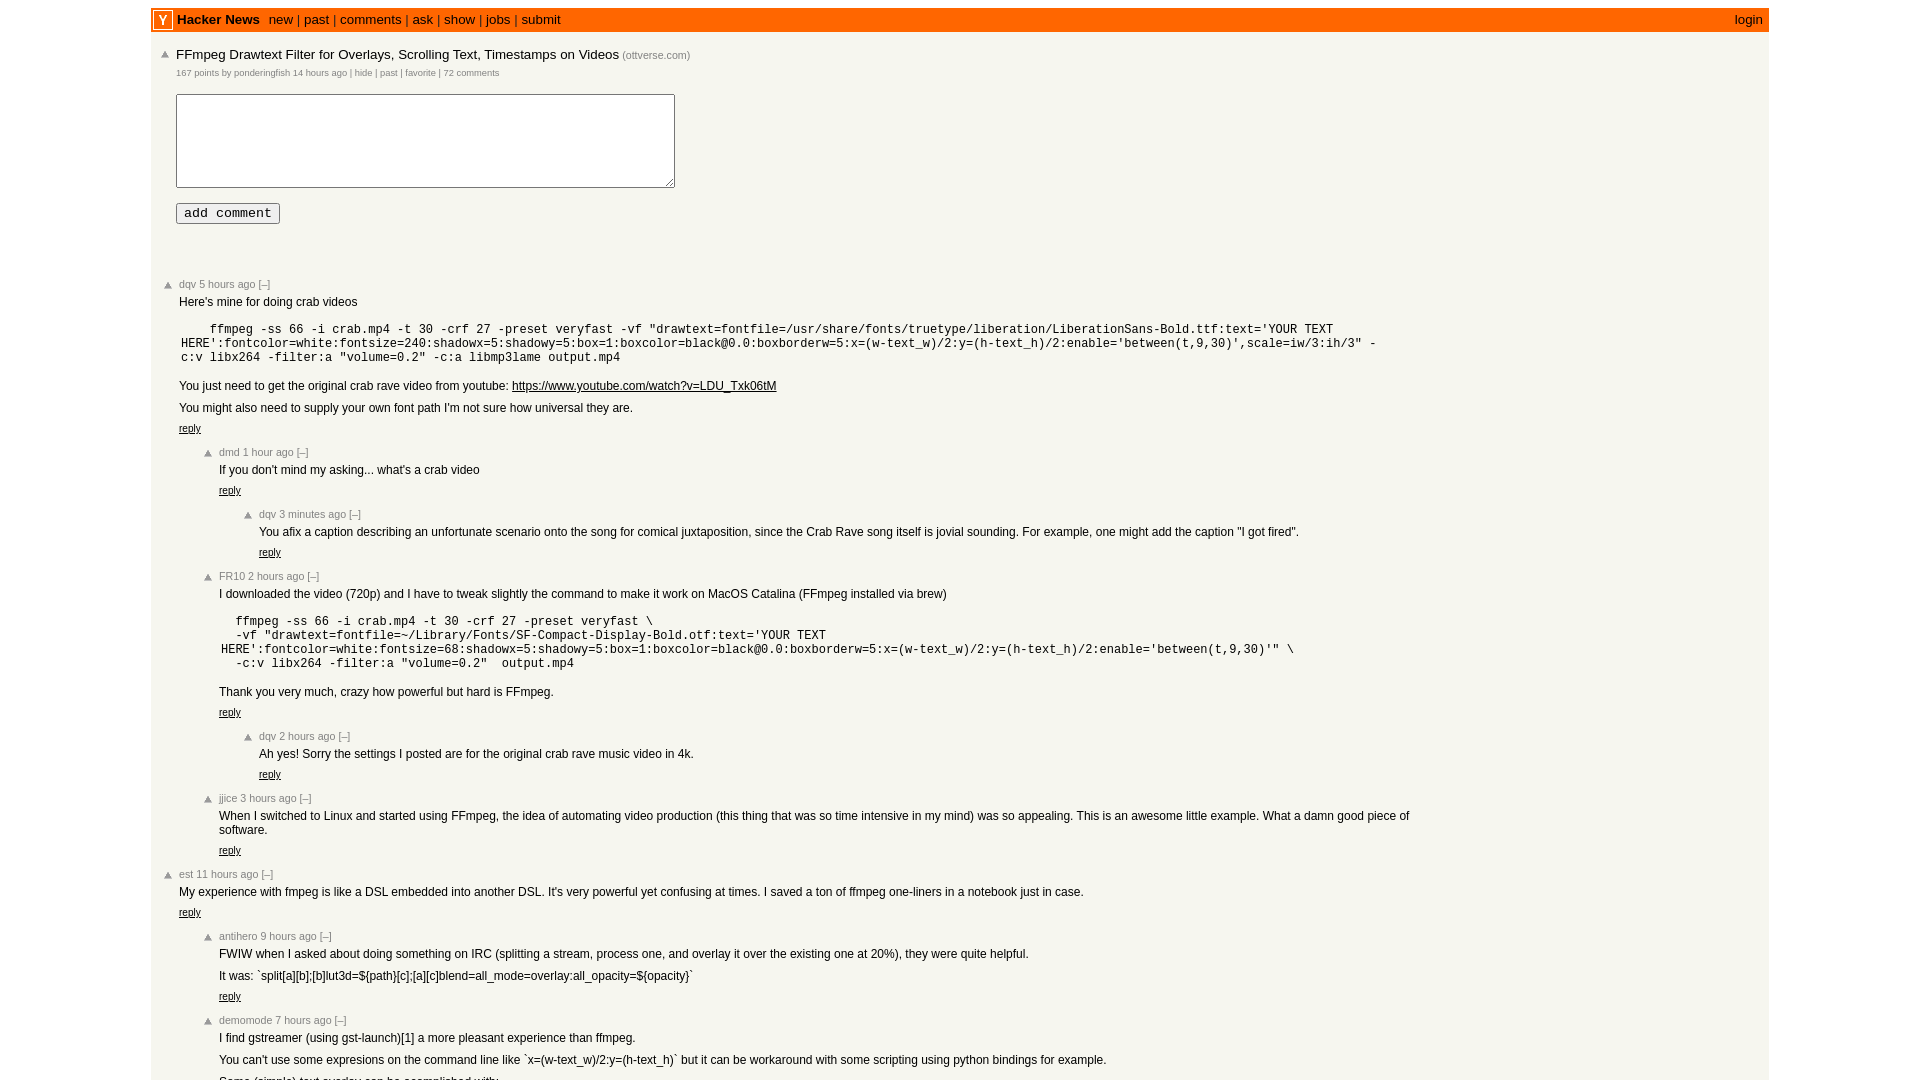 Y Hacker News new | past | comments | ask | show | jobs | submit login
FFmpeg Drawtext Filter for Overlays, Scrolling Text, Timestamps on Videos (ottverse.com)
167 points by ponderingfish 14 hours ago | hide | past | favorite | 72 comments
add comment
dqv 5 hours ago [–]
Here's mine for doing crab videos
ffmpeg -ss 66 -i crab.mp4 -t 30 -crf 27 -preset veryfast -vf "drawtext=fontfile=/usr/share/fonts/truetype/liberation/LiberationSans-Bold.ttf:text='YOUR TEXT
HERE':fontcolor=white:fontsize=240:shadowx=5:shadowy=5:box=1:boxcolor=black@0.0:boxborderw=5:x=(w-text_w)/2:y=(h-text_h)/2:enable='between(t,9,30)',scale=iw/3:ih/3" -
c:v libx264 -filter:a "volume=0.2" -c:a libmp3lame output.mp4
You just need to get the original crab rave video from youtube: https://www.youtube.com/watch?v=LDU_Txk06tM
You might also need to supply your own font path I'm not sure how universal they are.
reply
dmd 1 hour ago [–]
If you don't mind my asking... what's a crab video
reply
dqv 3 minutes ago [–]
You afix a caption describing an unfortunate scenario onto the song for comical juxtaposition, since the Crab Rave song itself is jovial sounding. For example, one might add the caption "I got fired".
reply
FR10 2 hours ago [–]
I downloaded the video (720p) and I have to tweak slightly the command to make it work on MacOS Catalina (FFmpeg installed via brew)
ffmpeg -ss 66 -i crab.mp4 -t 30 -crf 27 -preset veryfast \
-vf "drawtext=fontfile=~/Library/Fonts/SF-Compact-Display-Bold.otf:text='YOUR TEXT
HERE':fontcolor=white:fontsize=68:shadowx=5:shadowy=5:box=1:boxcolor=black@0.0:boxborderw=5:x=(w-text_w)/2:y=(h-text_h)/2:enable='between(t,9,30)'" \
-c:v libx264 -filter:a "volume=0.2"  output.mp4
Thank you very much, crazy how powerful but hard is FFmpeg.
reply
dqv 2 hours ago [–]
Ah yes! Sorry the settings I posted are for the original crab rave music video in 4k.
reply
jjice 3 hours ago [–]
When I switched to Linux and started using FFmpeg, the idea of automating video production (this thing that was so time intensive in my mind) was so appealing. This is an awesome little example. What a damn good piece of
software.
reply
est 11 hours ago [–]
My experience with fmpeg is like a DSL embedded into another DSL. It's very powerful yet confusing at times. I saved a ton of ffmpeg one-liners in a notebook just in case.
reply
antihero 9 hours ago [–]
FWIW when I asked about doing something on IRC (splitting a stream, process one, and overlay it over the existing one at 20%), they were quite helpful.
It was: `split[a][b];[b]lut3d=${path}[c];[a][c]blend=all_mode=overlay:all_opacity=${opacity}`
reply
demomode 7 hours ago [–]
I find gstreamer (using gst-launch)[1] a more pleasant experience than ffmpeg.
You can't use some expresions on the command line like `x=(w-text_w)/2:y=(h-text_h)` but it can be workaround with some scripting using python bindings for example.
Some (simple) text overlay can be acomplished with: